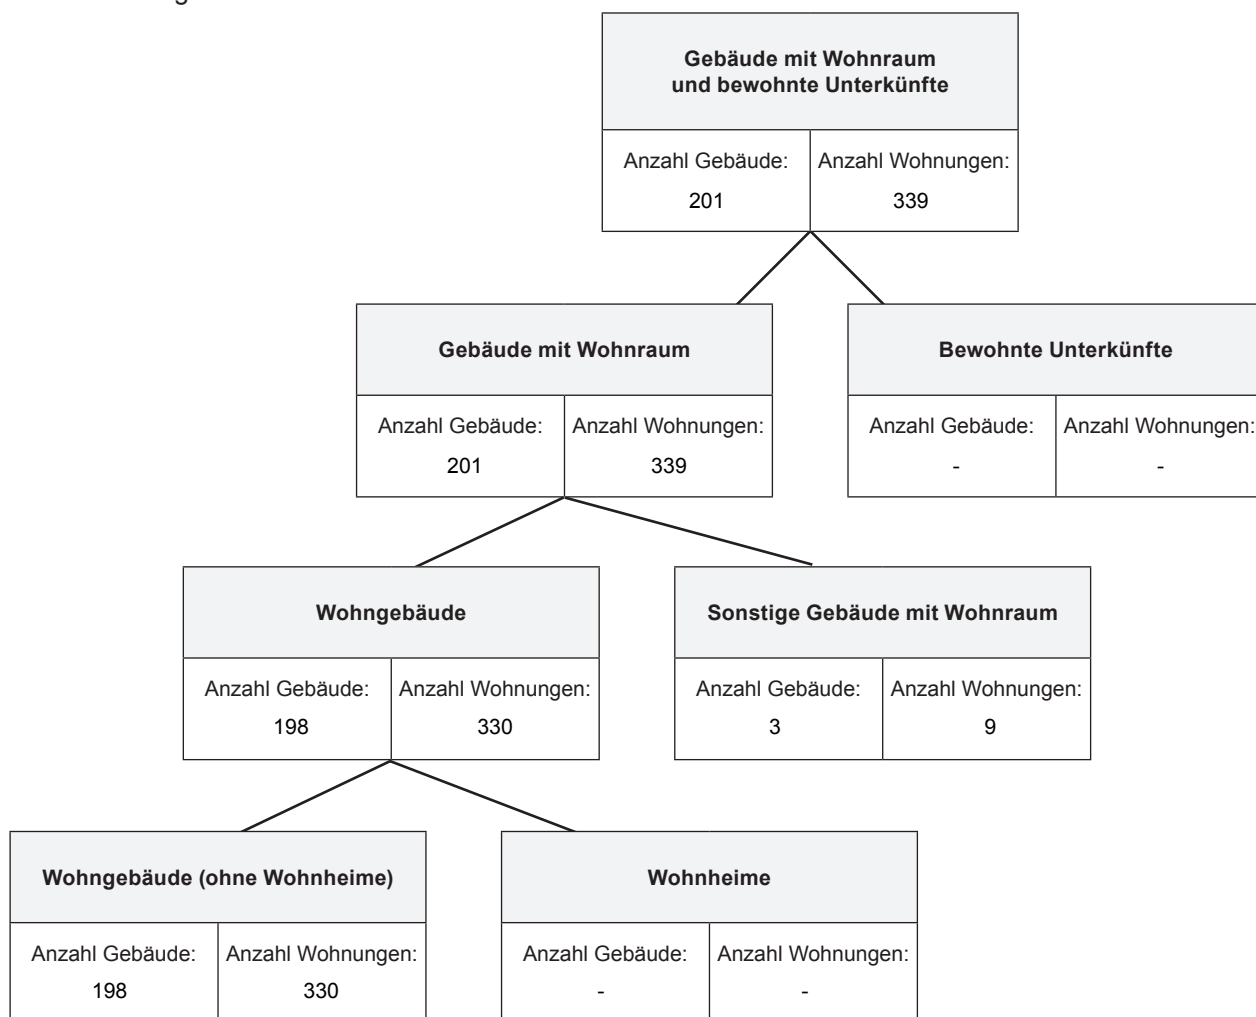 Gebäude mit Wohnraum
und bewohnte Unterkünfte
Anzahl Gebäude: Anzahl Wohnungen:
201 339
Gebäude mit Wohnraum Bewohnte Unterkünfte
Anzahl Gebäude: Anzahl Wohnungen: Anzahl Gebäude: Anzahl Wohnungen:
201 339 - -
Wohngebäude Sonstige Gebäude mit Wohnraum
Anzahl Gebäude: Anzahl Wohnungen: Anzahl Gebäude: Anzahl Wohnungen:
198 330 3 9
Wohngebäude (ohne Wohnheime) Wohnheime
Anzahl Gebäude: Anzahl Wohnungen: Anzahl Gebäude: Anzahl Wohnungen:
198 330 - -